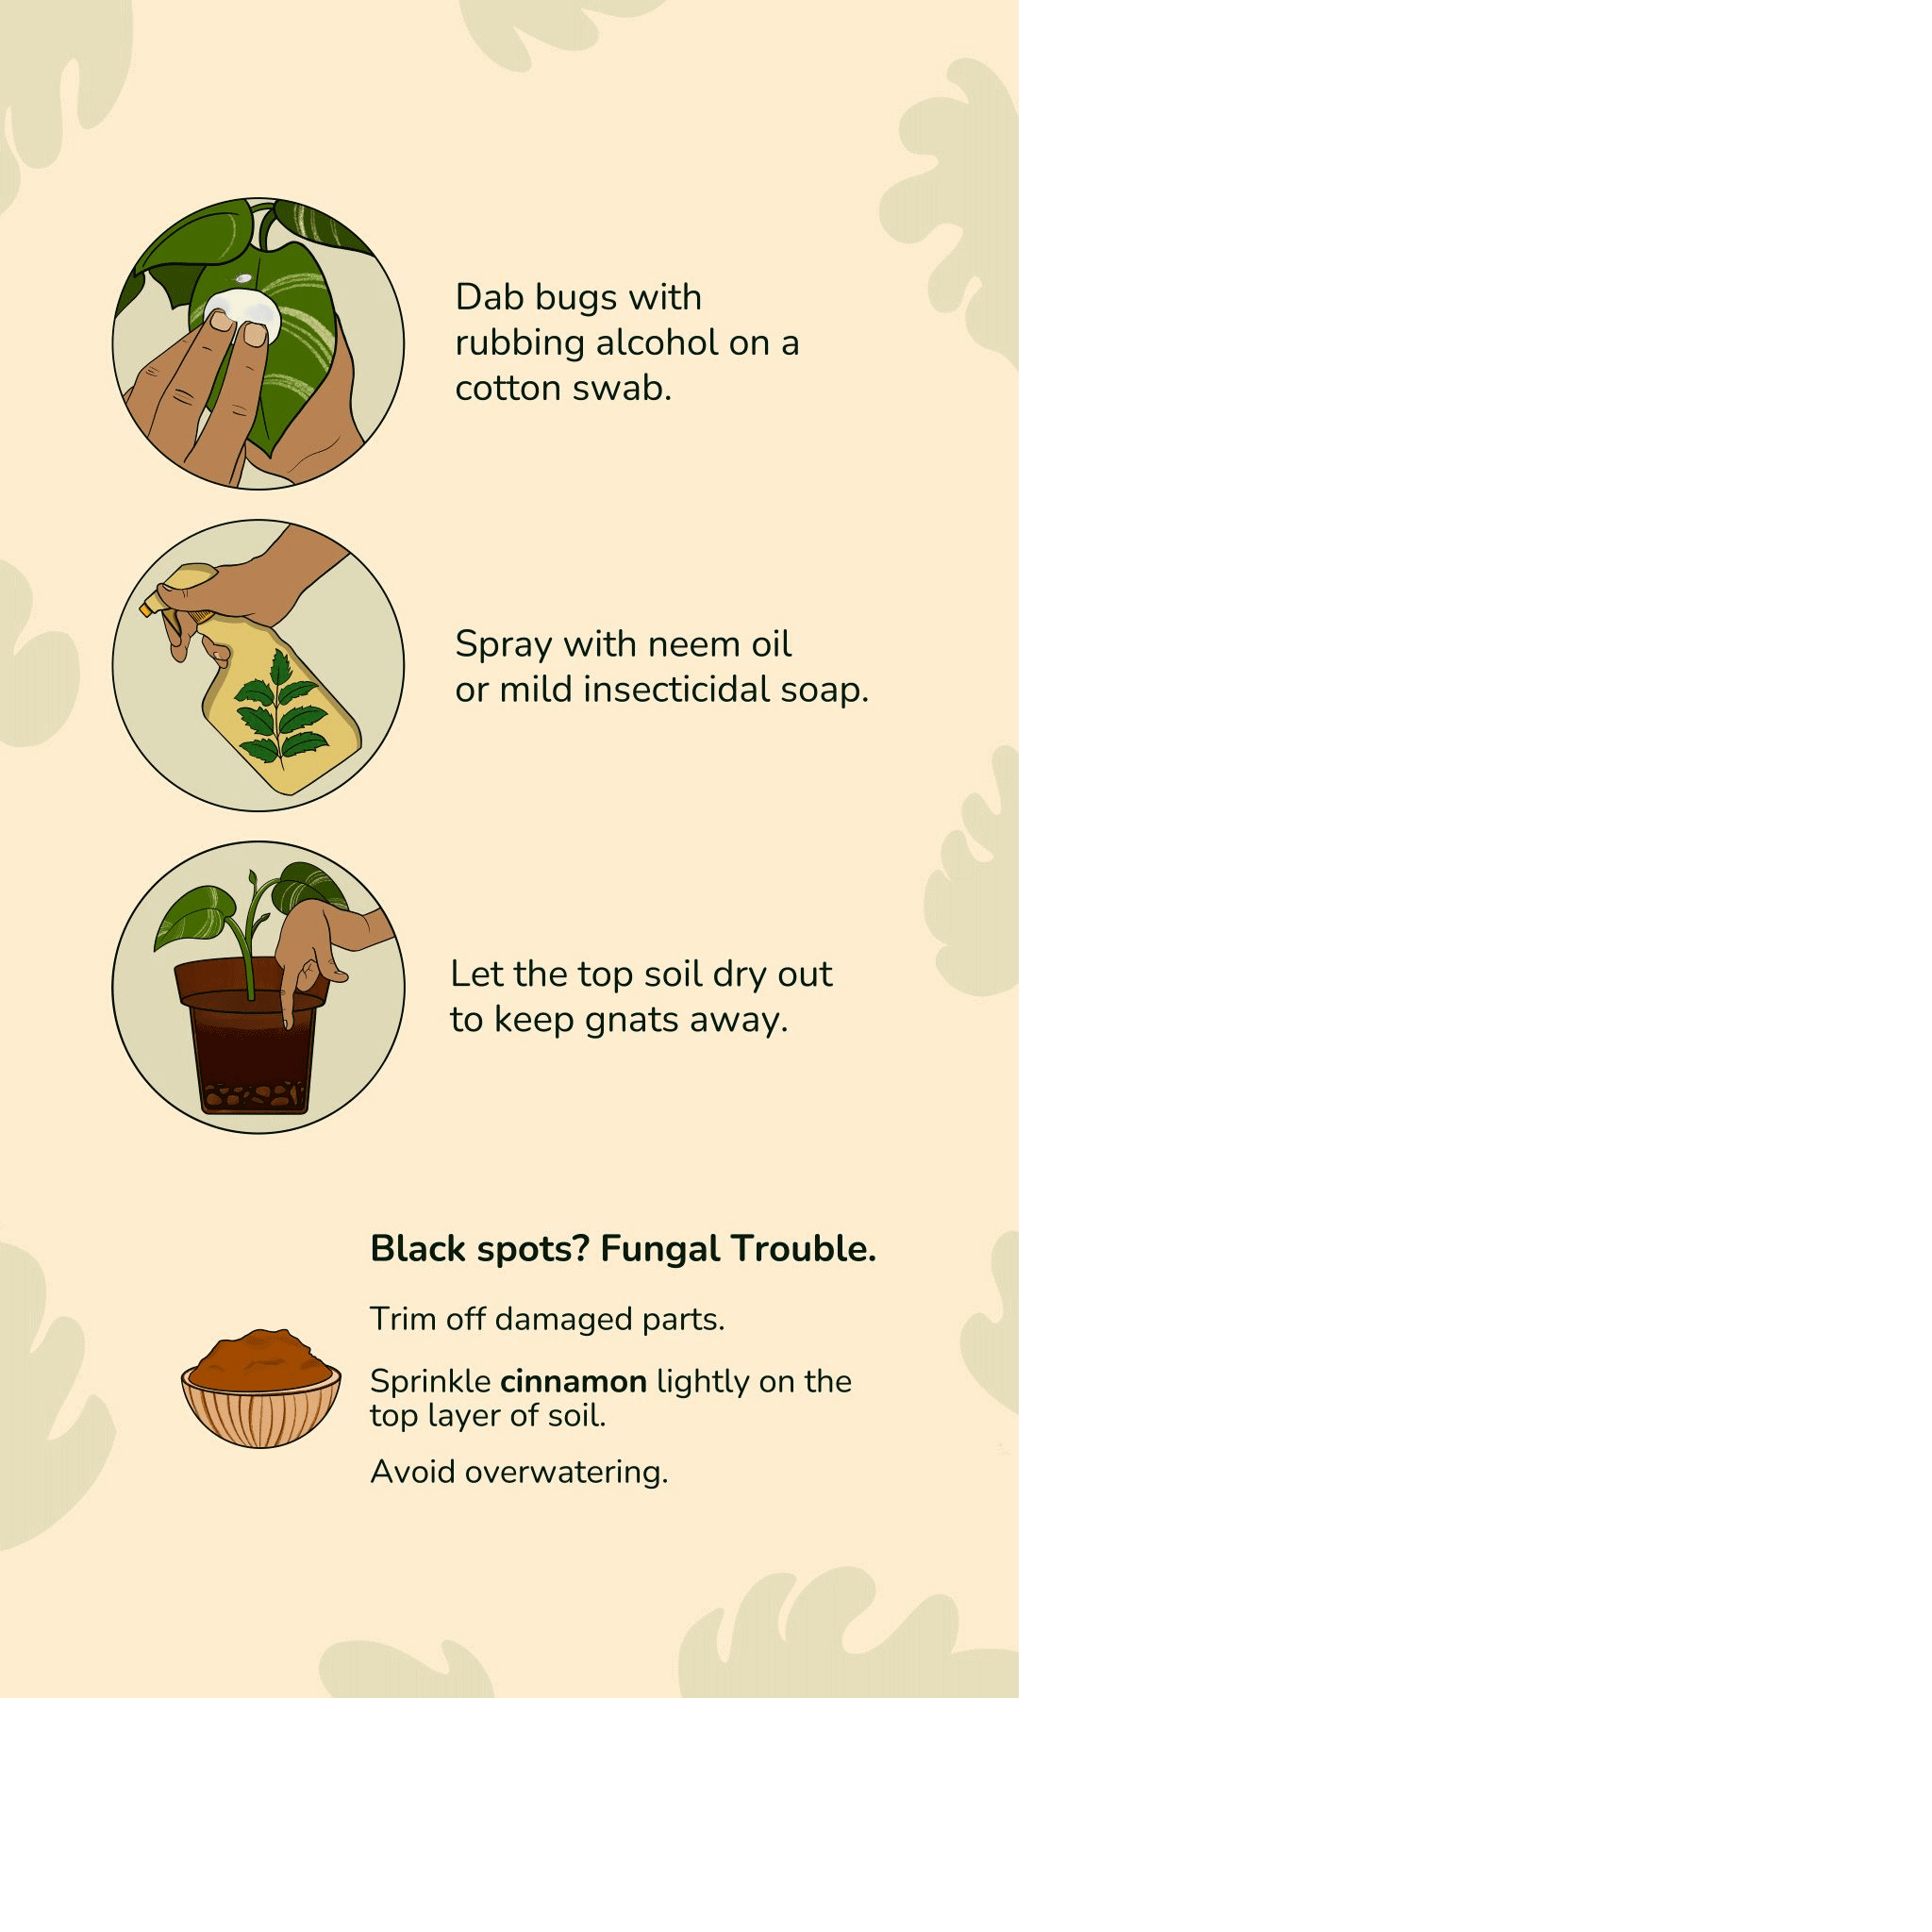 Dab bugs with
rubbing alcohol on a
cotton swab.
Spray with neem oil
or mild insecticidal soap.
Let the top soil dry out
to keep gnats away.
Black spots? Fungal Trouble.
Trim off damaged parts.
Sprinkle cinnamon lightly on the
top layer of soil.
Avoid overwatering.